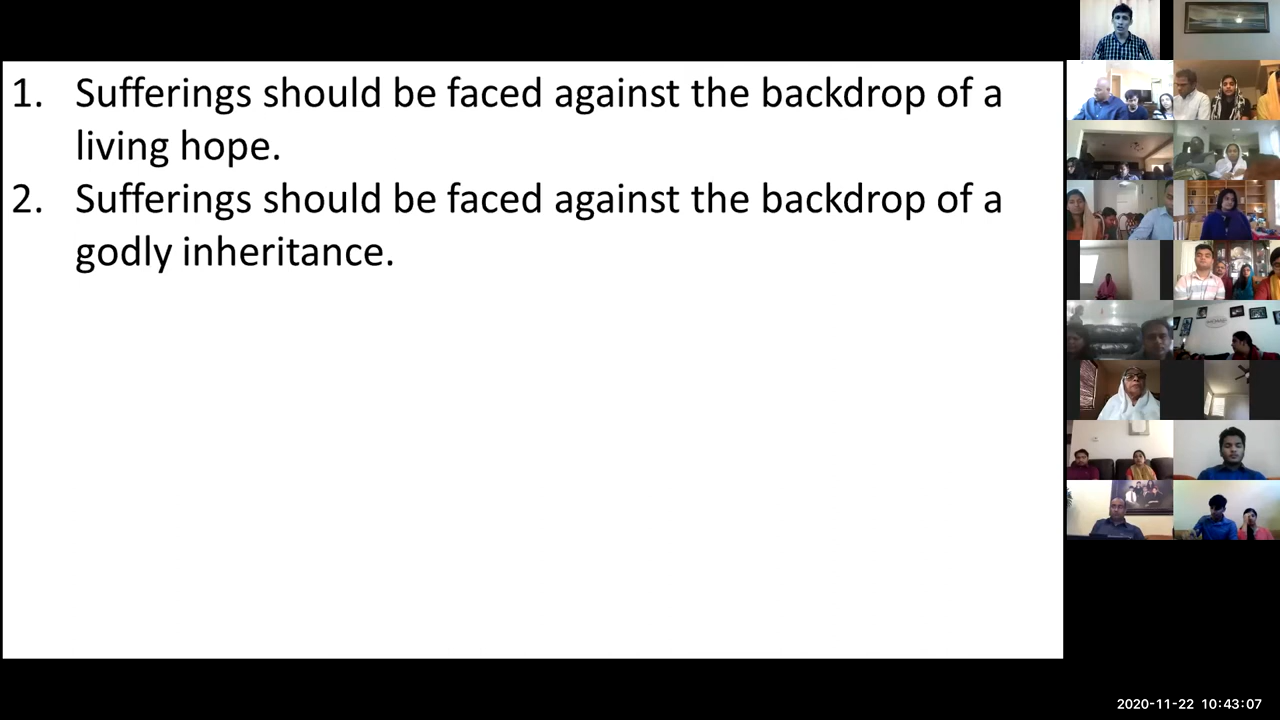 1. Sufferings should be faced against the backdrop of a
living hope.
2. Sufferings should be faced against the backdrop of a
godly inheritance.
2020-11-22 10:43:07